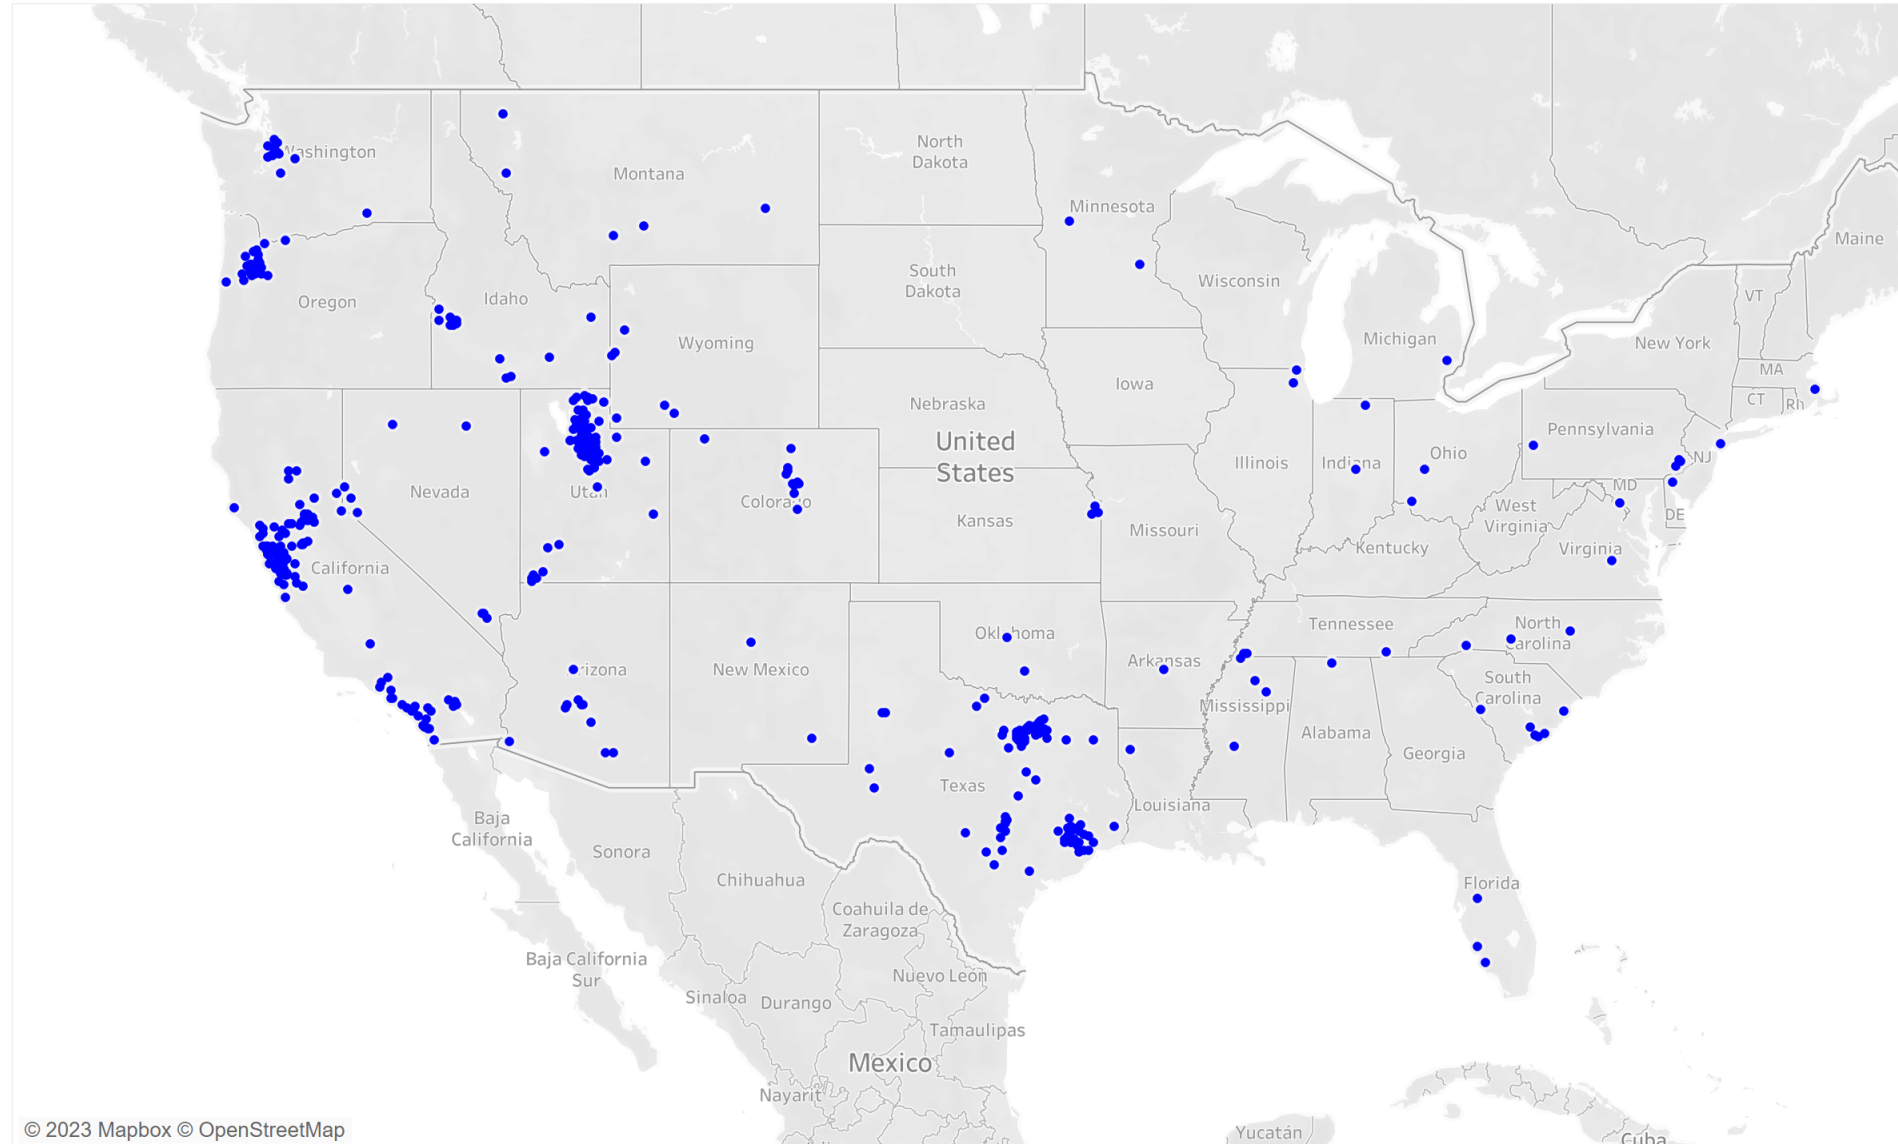 Washington
Montana
North
Dakota
Minnesota
Maine
Oregon
Idaho
South
Dakota
Wisconsin
VT
Wyoming
Michigan
New York
Iowa
MA
Nebraska
CT
RI
United
States
Pennsylvania
Illinois
Indiana
Ohio
NJ
Nevada
Utah
Colorado
MD
Kansas
Missouri
West
Virginia
DE
California
Kentucky
Virginia
Oklahoma
Tennessee
North
Carolina
Arizona
New Mexico
Arkansas
South
Carolina
Mississippi
Alabama
Georgia
Texas
Louisiana
Baja
California
Sonora
Chihuahua
Florida
Coahuila de
Zaragoza
Baja California
Sur
Nuevo León
Sinaloa
Durango
Tamaulipas
Mexico
Nayarit
© 2023 Mapbox © OpenStreetMap
Yucatán
Cuba